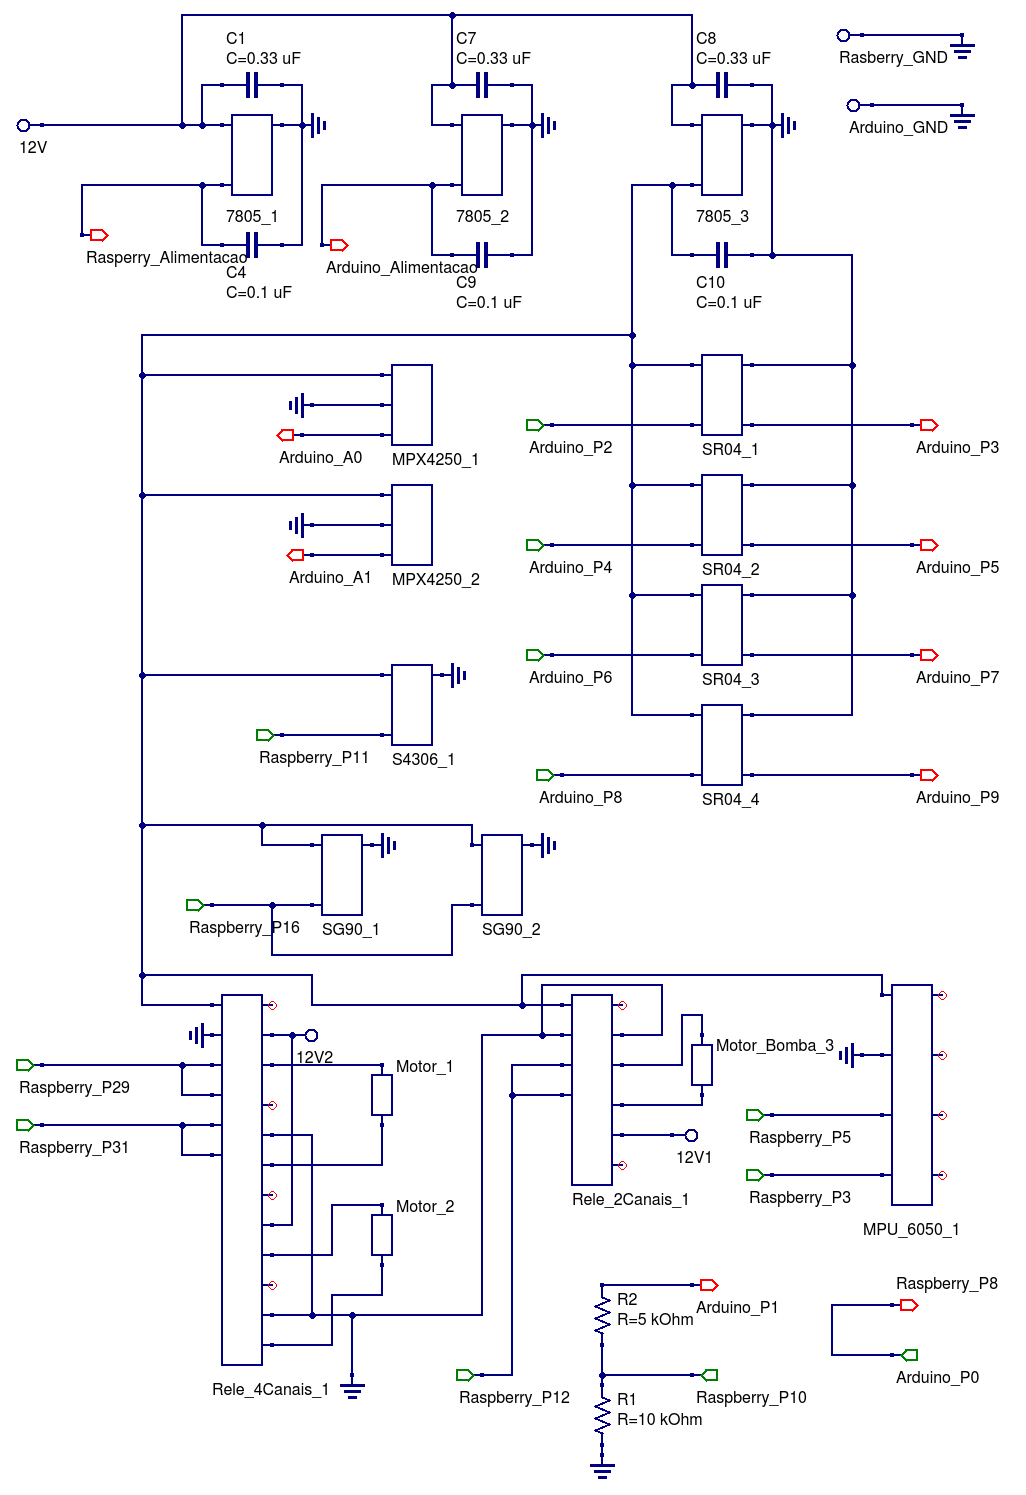 C1
C=0.33 uF
C7
C=0.33 uF
C8
C=0.33 uF
Rasberry_GND
Arduino_GND
12V
7805_1
7805_2
7805_3
Rasperry_Alimentacao
Arduino_Alimentacao
C4
C=0.1 uF
C9
C=0.1 uF
C10
C=0.1 uF
Arduino_A0
MPX4250_1
Arduino_P2
SR04_1
Arduino_P3
Arduino_A1
MPX4250_2
Arduino_P4
SR04_2
Arduino_P5
Arduino_P6
SR04_3
Arduino_P7
Raspberry_P11
S4306_1
Arduino_P8
SR04_4
Arduino_P9
Raspberry_P16
SG90_1
SG90_2
12V2
Motor_1
Motor_Bomba_3
Raspberry_P29
Raspberry_P31
Raspberry_P5
12V1
Rele_2Canais_1
Raspberry_P3
Motor_2
MPU_6050_1
Raspberry_P8
R2
R=5 kOhm
Arduino_P1
Arduino_P0
Rele_4Canais_1
Raspberry_P12
R1
R=10 kOhm
Raspberry_P10